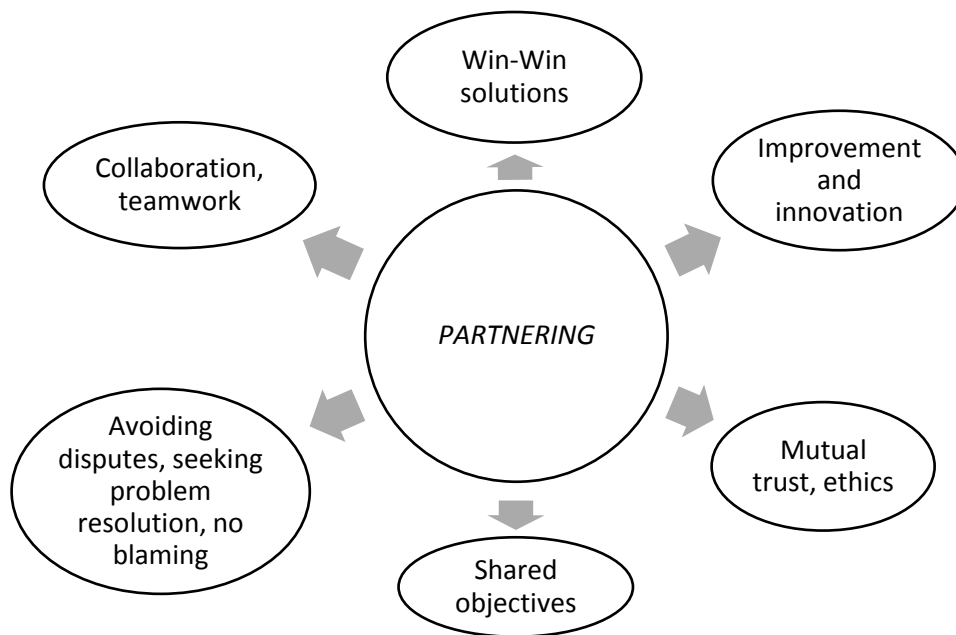 Win-Win
solutions
Improvement
and
innovation
Collaboration,
teamwork
PARTNERING
Avoiding
disputes, seeking
problem
resolution, no
blaming
Mutual
trust, ethics
Shared
objectives